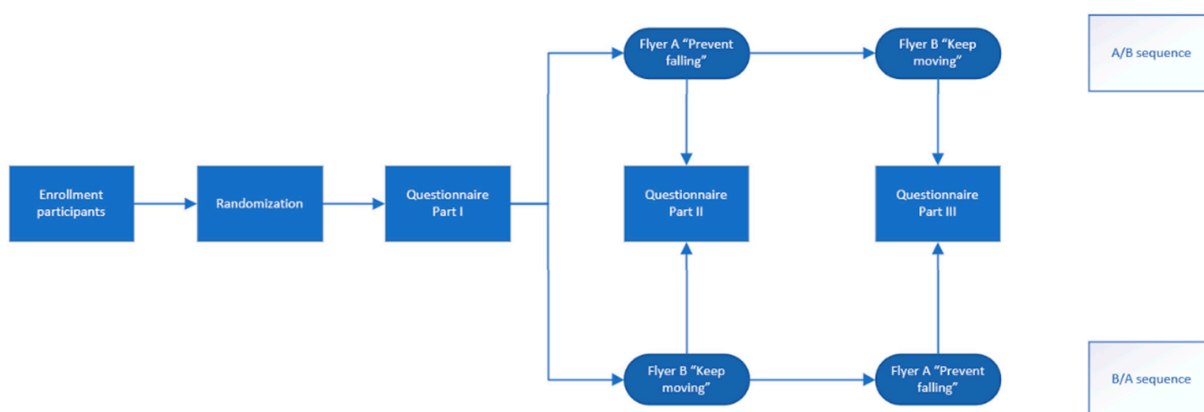 Flyer A “Prevent
falling”
Flyer B “Keep
moving”
A/B sequence
Enrollment
participants
Randomization
Questionnaire
Part I
Questionnaire
Part II
Questionnaire
Part III
Flyer B “Keep
moving”
Flyer A “Prevent
falling”
B/A sequence